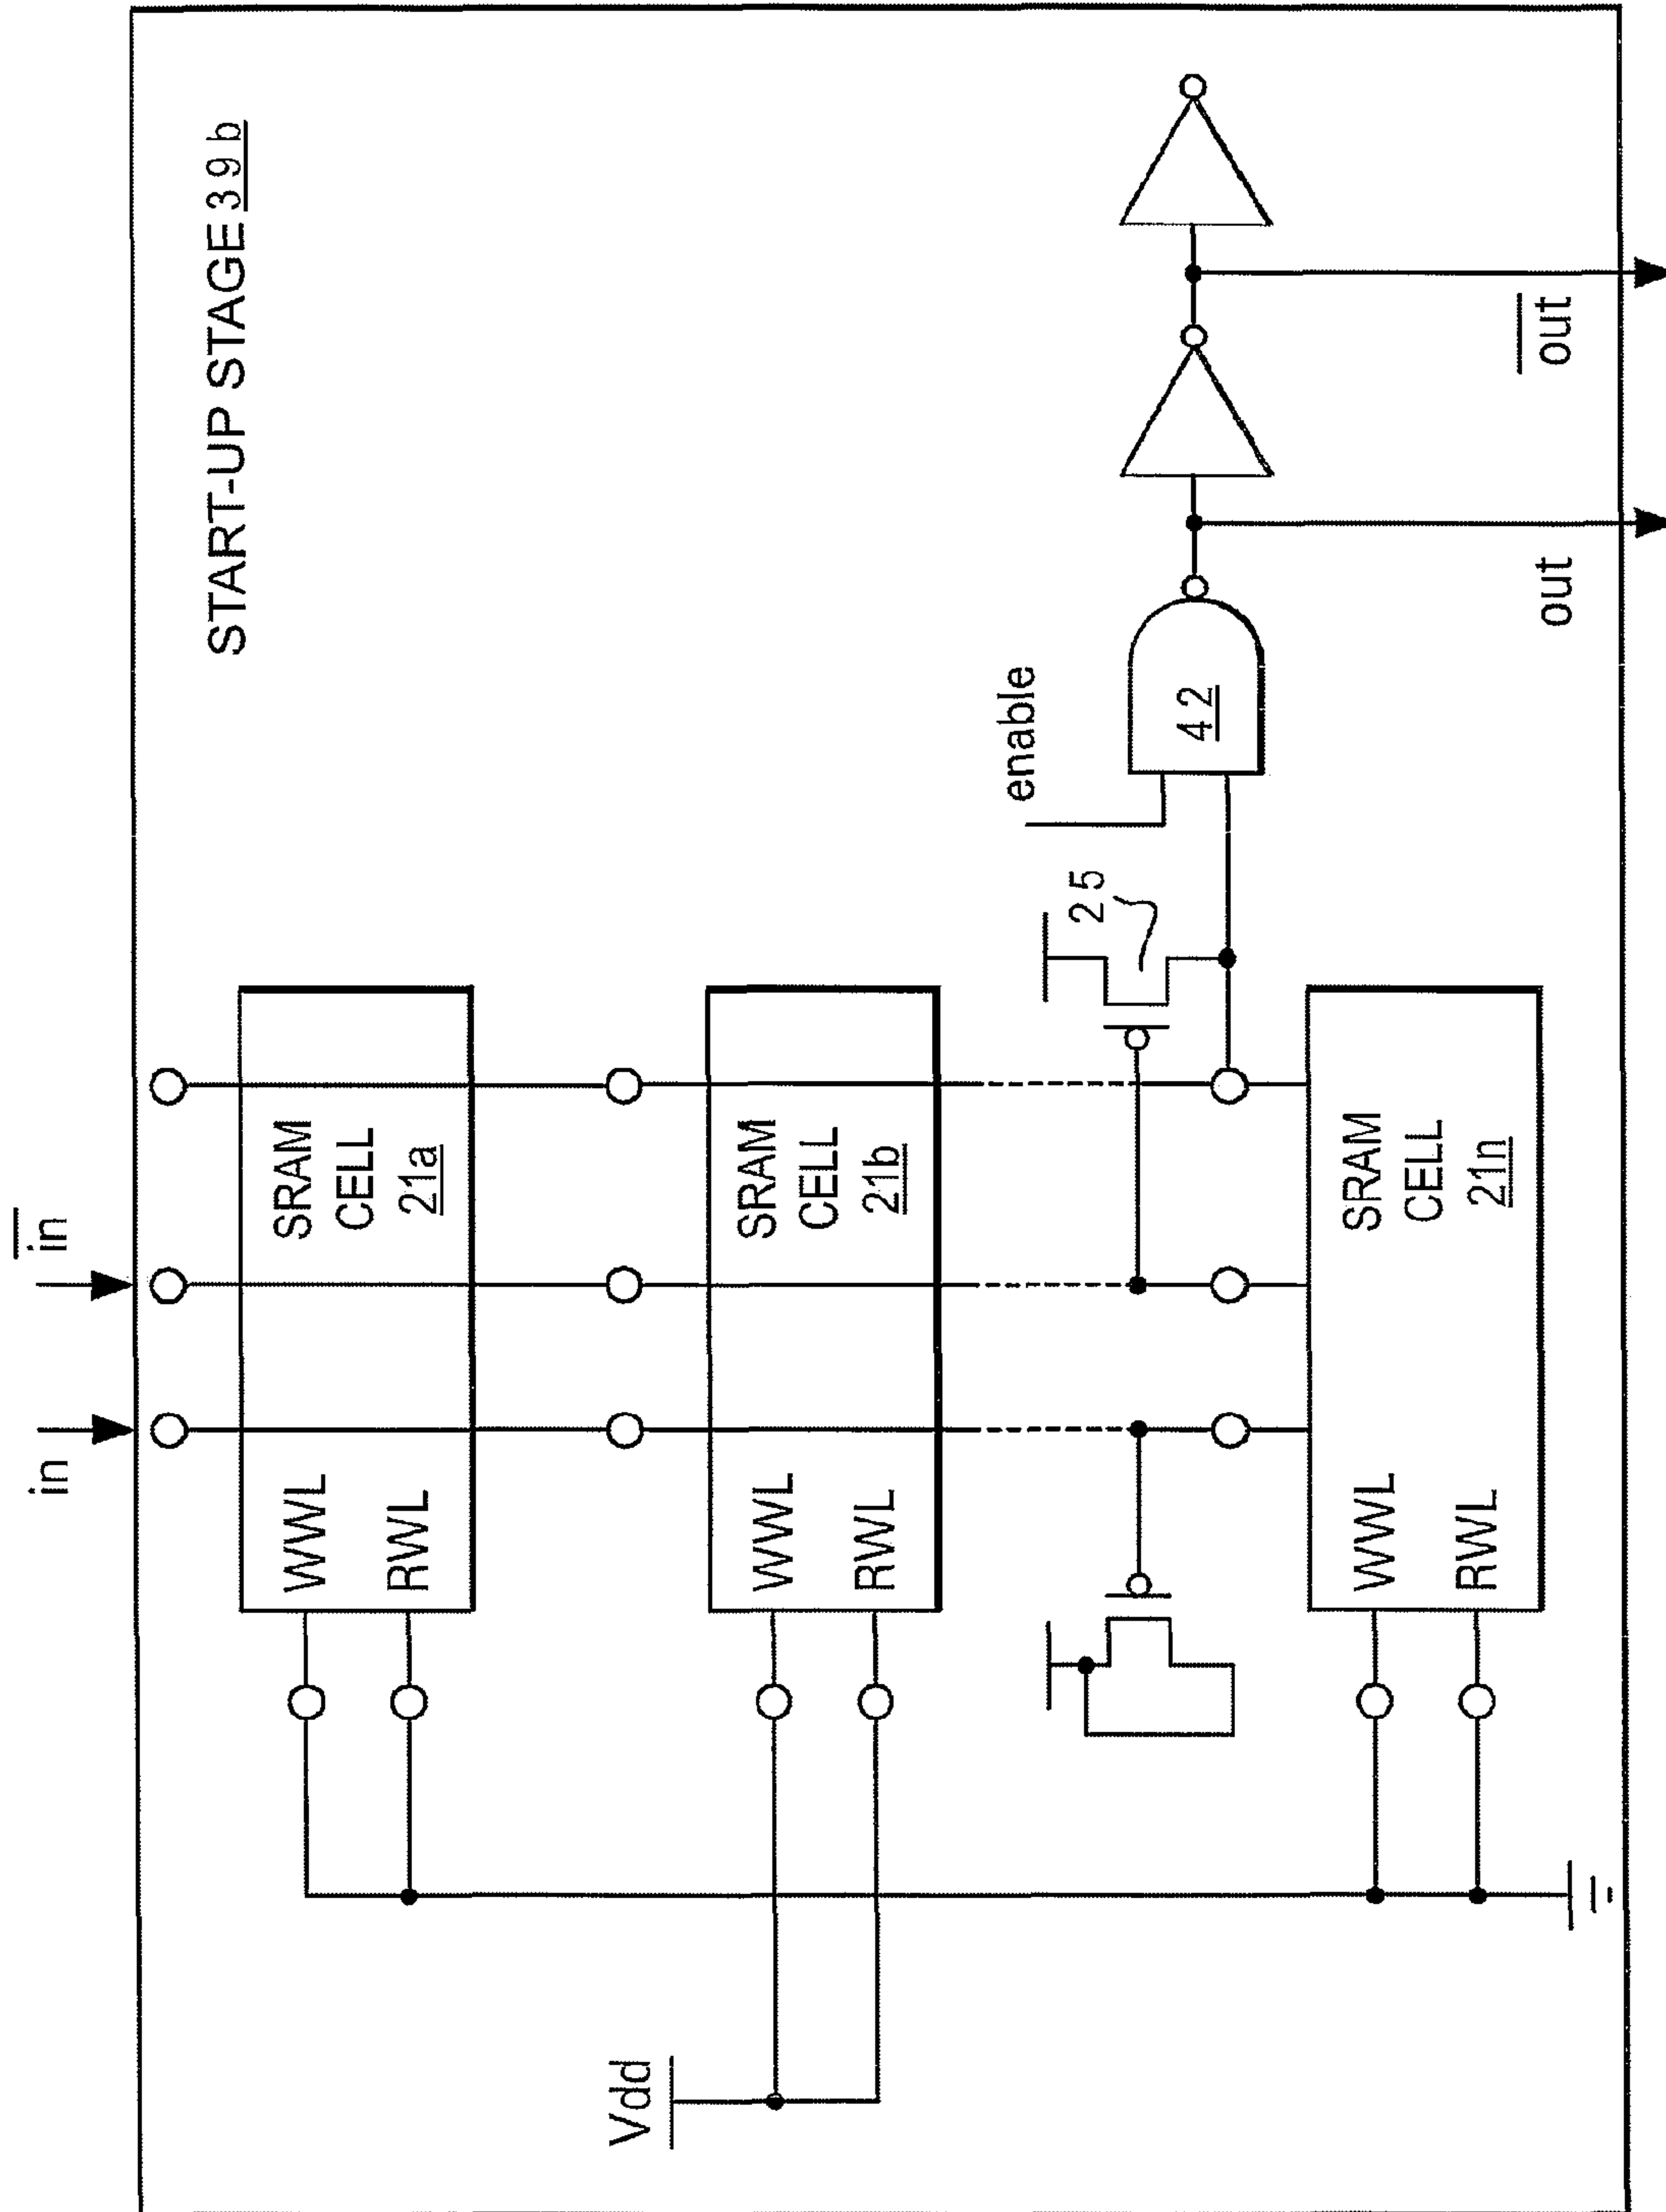 START-UP STAGE 39b
in
in
WWL
RWL
SRAM
CELL
21a
Vdd
WWL
RWL
SRAM
CELL
21b
25
enable
42
WWL
RWL
SRAM
CELL
21n
out
out